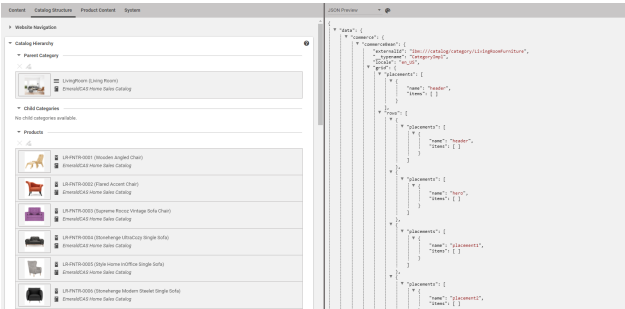 Content Catalog Structure Product Content System
Website Navigation
Catalog Hierarchy
Parent Category
LivingRoom (Living Room)
EmeraldCAS Home Sales Catalog
Child Categories
No child categories available.
Products
LR-FNTR-0001 (Wooden Angled Chair)
EmeraldCAS Home Sales Catalog
LR-FNTR-0002 (Flared Accent Chair)
EmeraldCAS Home Sales Catalog
LR-FNTR-0003 (Suprema Rocoz Vintage Sofa Chair)
EmeraldCAS Home Sales Catalog
LR-FNTR-0004 (Stonehenge UltraCozy Single Sofa)
EmeraldCAS Home Sales Catalog
LR-FNTR-0005 (Style Home InOffice Single Sofa)
EmeraldCAS Home Sales Catalog
LR-FNTR-0006 (Stonehenge Modern Steelet Single Sofa)
EmeraldCAS Home Sales Catalog
JSON Preview
{
"data": {
"commerce": {
"commerceBean": {
"externalId": "ibm:///catalog/category/LivingRoomFurniture",
"__typename": "CategoryImpl",
"locale": "en_US",
"grid": {
"placements": [
{
"name": "header",
"items": [ ]
}
],
"rows": [
{
"placements": [
{
"name": "header",
"items": [ ]
}
]
},
{
"placements": [
{
"name": "hero",
"items": [ ]
}
]
},
{
"placements": [
{
"name": "placement1",
"items": [ ]
}
]
},
{
"placements": [
{
"name": "placement2",
"items": [ ]